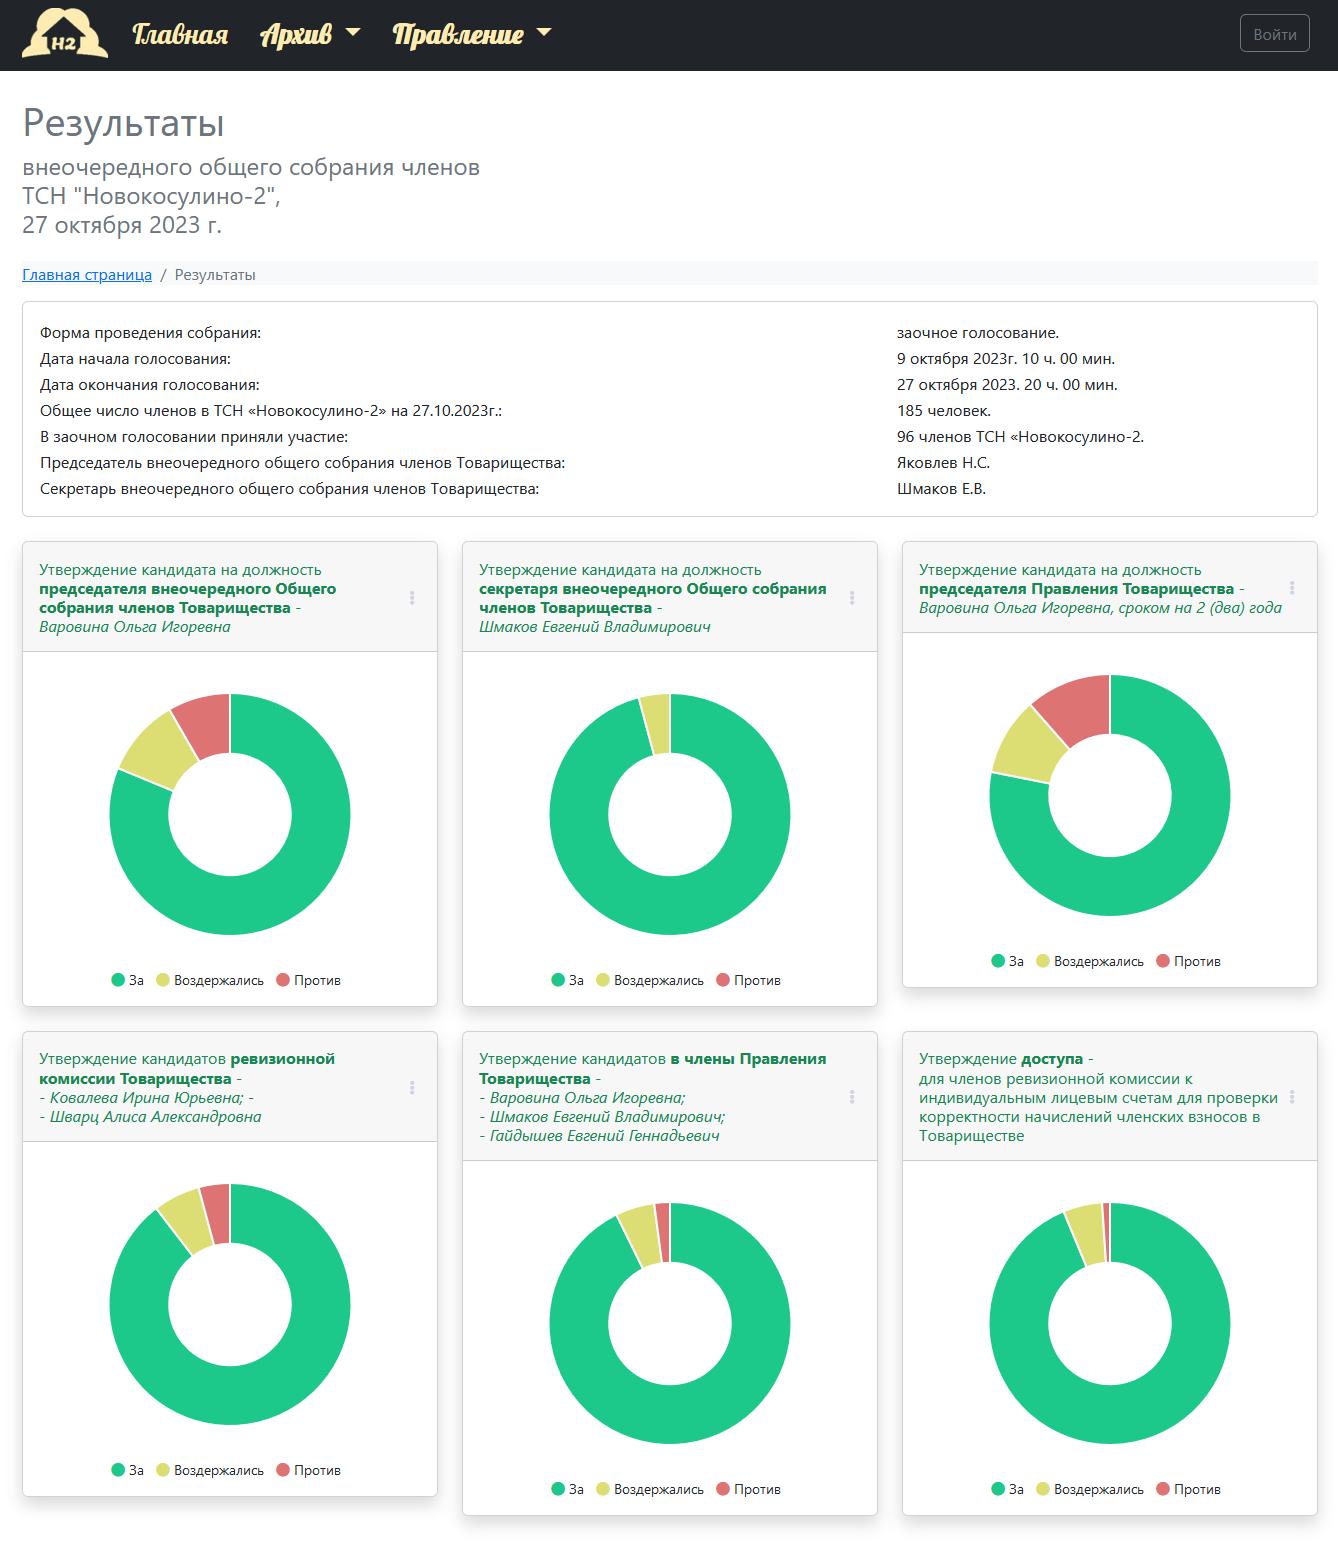 Н2
Главная
Архив
Правление
Войти
Результаты
внеочередного общего собрания членов
ТСН "Новокосулино-2",
27 октября 2023 г.
Главная страница / Результаты
Форма проведения собрания: заочное голосование.
Дата начала голосования: 9 октября 2023г. 10 ч. 00 мин.
Дата окончания голосования: 27 октября 2023. 20 ч. 00 мин.
Общее число членов в ТСН «Новокосулино-2» на 27.10.2023г.: 185 человек.
В заочном голосовании приняли участие: 96 членов ТСН «Новокосулино-2.
Председатель внеочередного общего собрания членов Товарищества: Яковлев Н.С.
Секретарь внеочередного общего собрания членов Товарищества: Шмаков Е.В.
Утверждение кандидата на должность
председателя внеочередного Общего
собрания членов Товарищества -
Варовина Ольга Игоревна
За Воздержались Против
Утверждение кандидата на должность
секретаря внеочередного Общего собрания
членов Товарищества -
Шмаков Евгений Владимирович
За Воздержались Против
Утверждение кандидата на должность
председателя Правления Товарищества -
Варовина Ольга Игоревна, сроком на 2 (два) года
За Воздержались Против
Утверждение кандидатов ревизионной
комиссии Товарищества -
- Ковалева Ирина Юрьевна; -
- Шварц Алиса Александровна
За Воздержались Против
Утверждение кандидатов в члены Правления
Товарищества -
- Варовина Ольга Игоревна;
- Шмаков Евгений Владимирович;
- Гайдышев Евгений Геннадьевич
За Воздержались Против
Утверждение доступа -
для членов ревизионной комиссии к
индивидуальным лицевым счетам для проверки
корректности начислений членских взносов в
Товариществе
За Воздержались Против